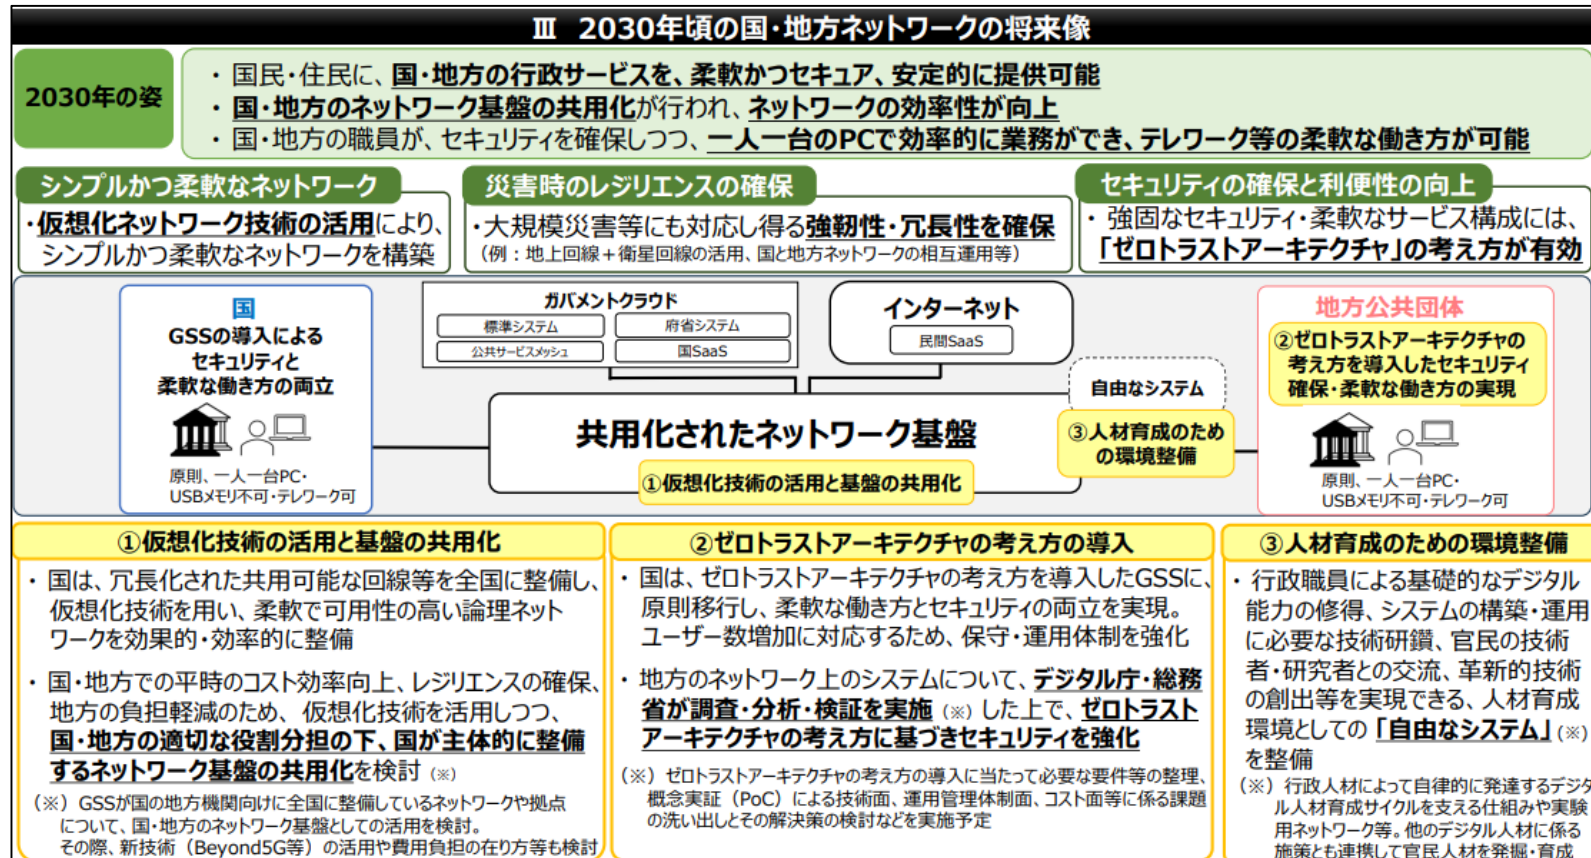 Ⅲ 2030年頃の国・地方ネットワークの将来像
2030年の姿
・ 国民・住民に、国・地方の行政サービスを、柔軟かつセキュア、安定的に提供可能
・ 国・地方のネットワーク基盤の共用化が行われ、ネットワークの効率性が向上
・ 国・地方の職員が、セキュリティを確保しつつ、一人一台のPCで効率的に業務ができ、テレワーク等の柔軟な働き方が可能
シンプルかつ柔軟なネットワーク
・仮想化ネットワーク技術の活用により、
シンプルかつ柔軟なネットワークを構築
災害時のレジリエンスの確保
・大規模災害等にも対応し得る強靭性・冗長性を確保
（例：地上回線＋衛星回線の活用、国と地方ネットワークの相互運用等）
セキュリティの確保と利便性の向上
・ 強固なセキュリティ・柔軟なサービス構成には、
「ゼロトラストアーキテクチャ」の考え方が有効
国
GSSの導入による
セキュリティと
柔軟な働き方の両立
原則、一人一台PC・
USBメモリ不可・テレワーク可
ガバメントクラウド
標準システム
府省システム
公共サービスメッシュ
国SaaS
インターネット
民間SaaS
共用化されたネットワーク基盤
①仮想化技術の活用と基盤の共用化
自由なシステム
③人材育成のため
の環境整備
地方公共団体
②ゼロトラストアーキテクチャの
考え方を導入したセキュリティ
確保・柔軟な働き方の実現
原則、一人一台PC・
USBメモリ不可・テレワーク可
①仮想化技術の活用と基盤の共用化
・ 国は、冗長化された共用可能な回線等を全国に整備し、
仮想化技術を用い、柔軟で可用性の高い論理ネット
ワークを効果的・効率的に整備
・ 国・地方での平時のコスト効率向上、レジリエンスの確保、
地方の負担軽減のため、仮想化技術を活用しつつ、
国・地方の適切な役割分担の下、国が主体的に整備
するネットワーク基盤の共用化を検討（※）
（※）GSSが国の地方機関向けに全国に整備しているネットワークや拠点
について、国・地方のネットワーク基盤としての活用を検討。
その際、新技術（Beyond5G等）の活用や費用負担の在り方等も検討
②ゼロトラストアーキテクチャの考え方の導入
・ 国は、ゼロトラストアーキテクチャの考え方を導入したGSSに、
原則移行し、柔軟な働き方とセキュリティの両立を実現。
ユーザー数増加に対応するため、保守・運用体制を強化
・ 地方のネットワーク上のシステムについて、デジタル庁・総務
省が調査・分析・検証を実施（※）した上で、ゼロトラスト
アーキテクチャの考え方に基づきセキュリティを強化
（※）ゼロトラストアーキテクチャの考え方の導入に当たって必要な要件等の整理、
概念実証（PoC）による技術面、運用管理体制面、コスト面等に係る課題
の洗い出しとその解決策の検討などを実施予定
③人材育成のための環境整備
・ 行政職員による基礎的なデジタル
能力の修得、システムの構築・運用
に必要な技術研鑽、官民の技術
者・研究者との交流、革新的技術
の創出等を実現できる、人材育成
環境としての「自由なシステム」（※）
を整備
（※）行政人材によって自律的に発達するデジタ
ル人材育成サイクルを支える仕組みや実験
用ネットワーク等。他のデジタル人材に係る
施策とも連携して官民人材を発掘・育成